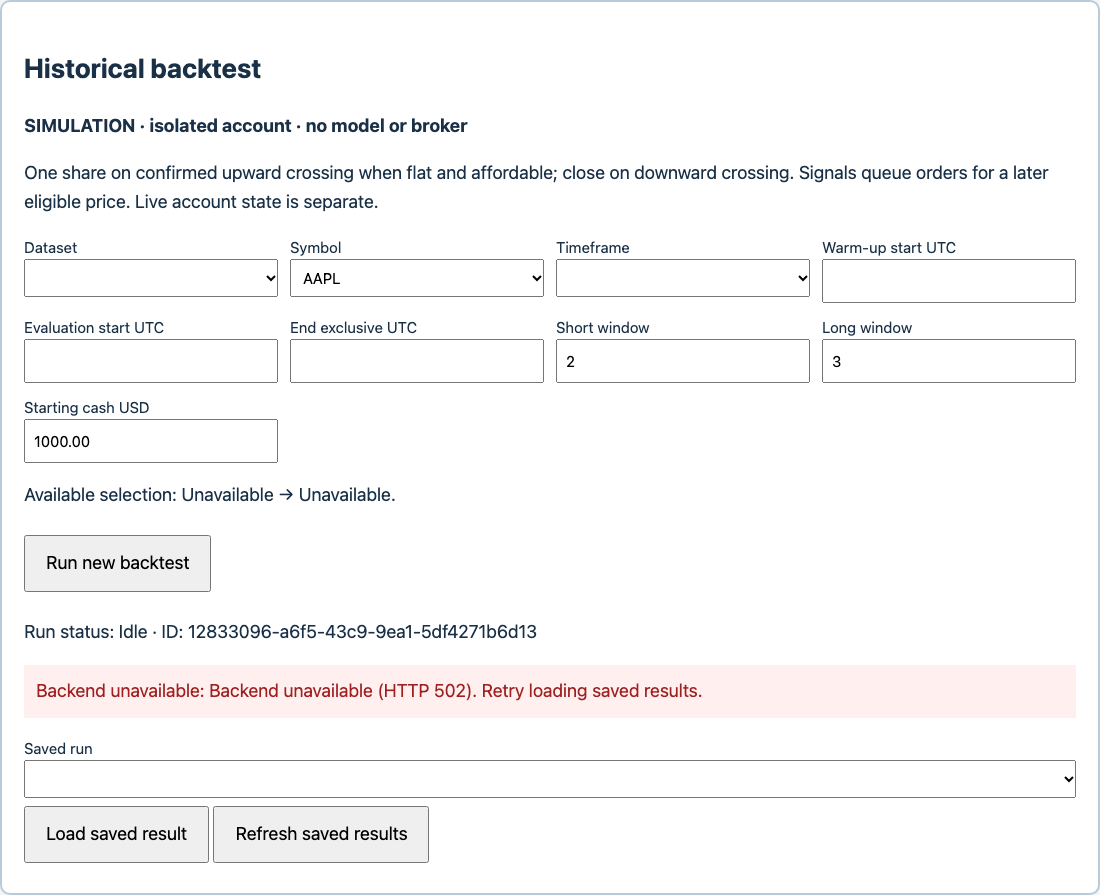 Historical backtest
SIMULATION · isolated account · no model or broker
One share on confirmed upward crossing when flat and affordable; close on downward crossing. Signals queue orders for a later
eligible price. Live account state is separate.
Dataset
Symbol
Timeframe
Warm-up start UTC
AAPL
Evaluation start UTC
End exclusive UTC
Short window
Long window
2
3
Starting cash USD
1000.00
Available selection: Unavailable → Unavailable.
Run new backtest
Run status: Idle · ID: 12833096-a6f5-43c9-9ea1-5df4271b6d13
Backend unavailable: Backend unavailable (HTTP 502). Retry loading saved results.
Saved run
Load saved result
Refresh saved results